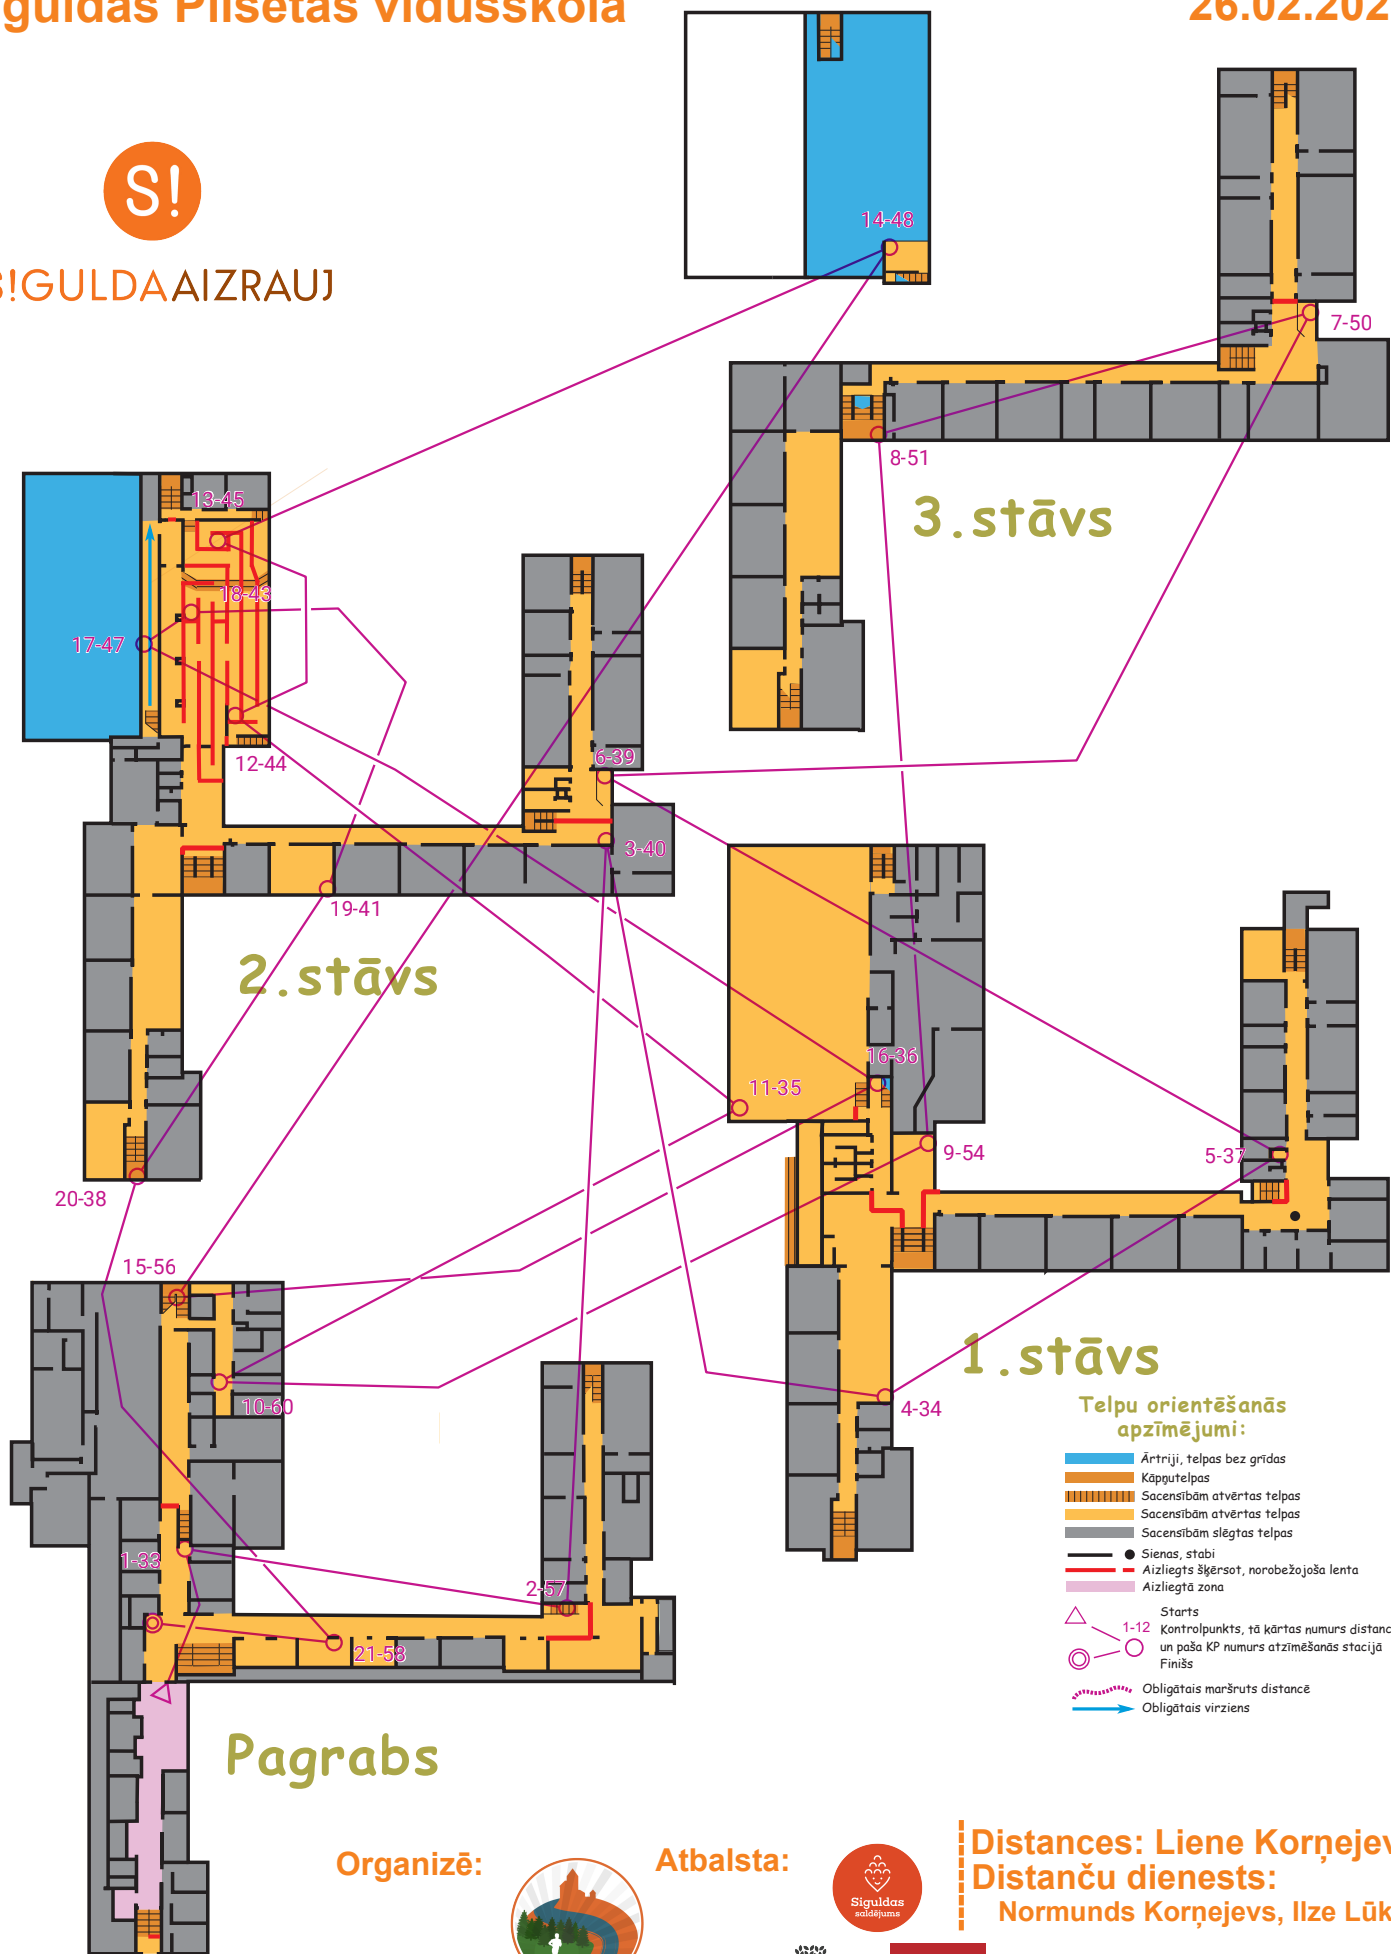 guldas Pilsētas vidusskola
26.02.202
S!
S!GULDAAIZRAUJ
14-48
7-50
8-51
3.stāvs
13-45
18-43
17-47
12-44
6-39
3-40
19-41
2.stāvs
16-36
11-35
9-54
5-37
20-38
15-56
1.stāvs
10-60
4-34
Telpu orientēšanās
apzīmējumi:
Ārtriji, telpas bez grīdas
Kāpņutelpas
Sacensībām atvērtas telpas
Sacensībām atvērtas telpas
Sacensībām slēgtas telpas
Sienas, stabi
Aizliegts šķērsot, norobežojoša lenta
Aizliegtā zona
Starts
1-12 Kontrolpunkts, tā kārtas numurs distanc
un paša KP numurs atzīmēšanās stacijā
Finišs
Obligātais maršruts distancē
Obligātais virziens
1-33
2-57
21-58
Pagrabs
Organizē:
Atbalsta:
Siguldas
saldējums
Distances: Liene Korņejev
Distanču dienests:
Normunds Korņejevs, Ilze Lūk